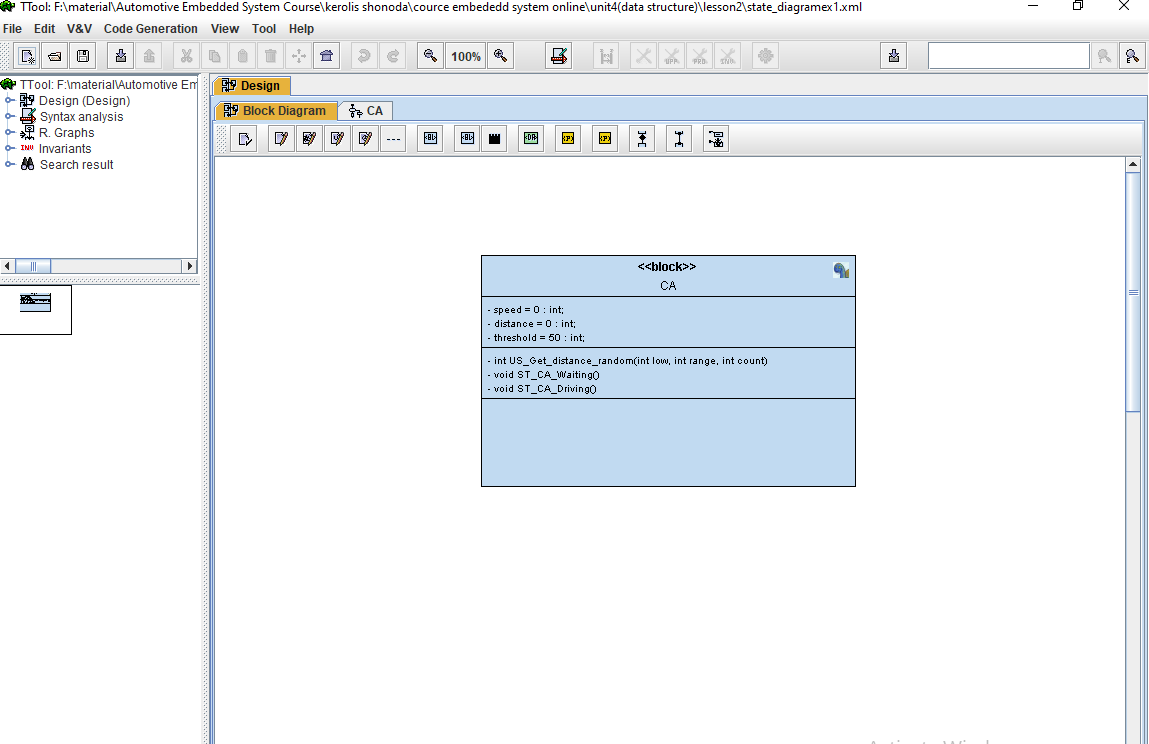 TTool: F:\material\Automotive Embedded System Course\kerolis shonoda\cource embededd system online\unit4(data structure)\lesson2\state_diagramex1.xml
File Edit V&V Code Generation View Tool Help
100%
TTool: F:\material\Automotive Em
Design (Design)
Syntax analysis
R. Graphs
INV Invariants
Search result
Design
Block Diagram CA
<<block>>
CA
- speed = 0 : int;
- distance = 0 : int;
- threshold = 50 : int;
- int US_Get_distance_random(int low, int range, int count)
- void ST_CA_Waiting()
- void ST_CA_Driving()